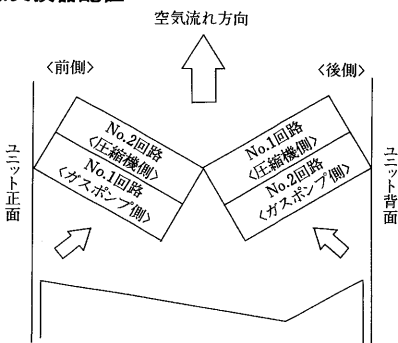 空気流れ方向
〈前側〉
〈後側〉
No.2回路
〈圧縮機側〉
No.1回路
〈ガスポンプ側〉
No.1回路
〈圧縮機側〉
No.2回路
〈ガスポンプ側〉
ユニット正面
ユニット背面